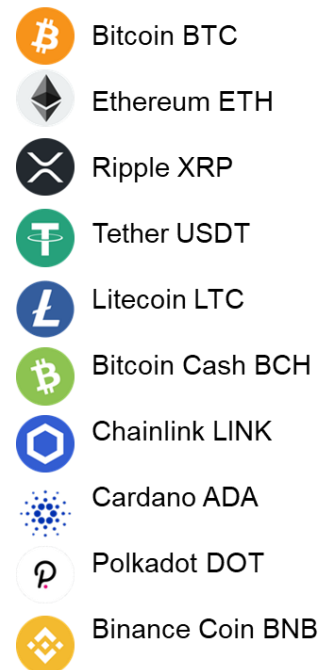 Bitcoin BTC
Ethereum ETH
Ripple XRP
Tether USDT
Litecoin LTC
Bitcoin Cash BCH
Chainlink LINK
Cardano ADA
Polkadot DOT
Binance Coin BNB